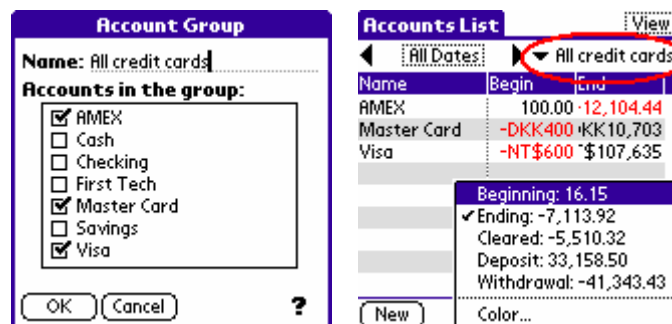 Account Group
Name: All credit cards
Accounts in the group:
AMEX
Cash
Checking
First Tech
Master Card
Savings
Visa
OK Cancel ?
Accounts List View
All Dates All credit cards
Name Begin End
AMEX 100.00 -12,104.44
Master Card -DKK400 KK10,703
Visa -NT$600 $107,635
Beginning: 16.15
Ending: -7,113.92
Cleared: -5,510.32
Deposit: 33,158.50
Withdrawal: -41,343.43
New Color...